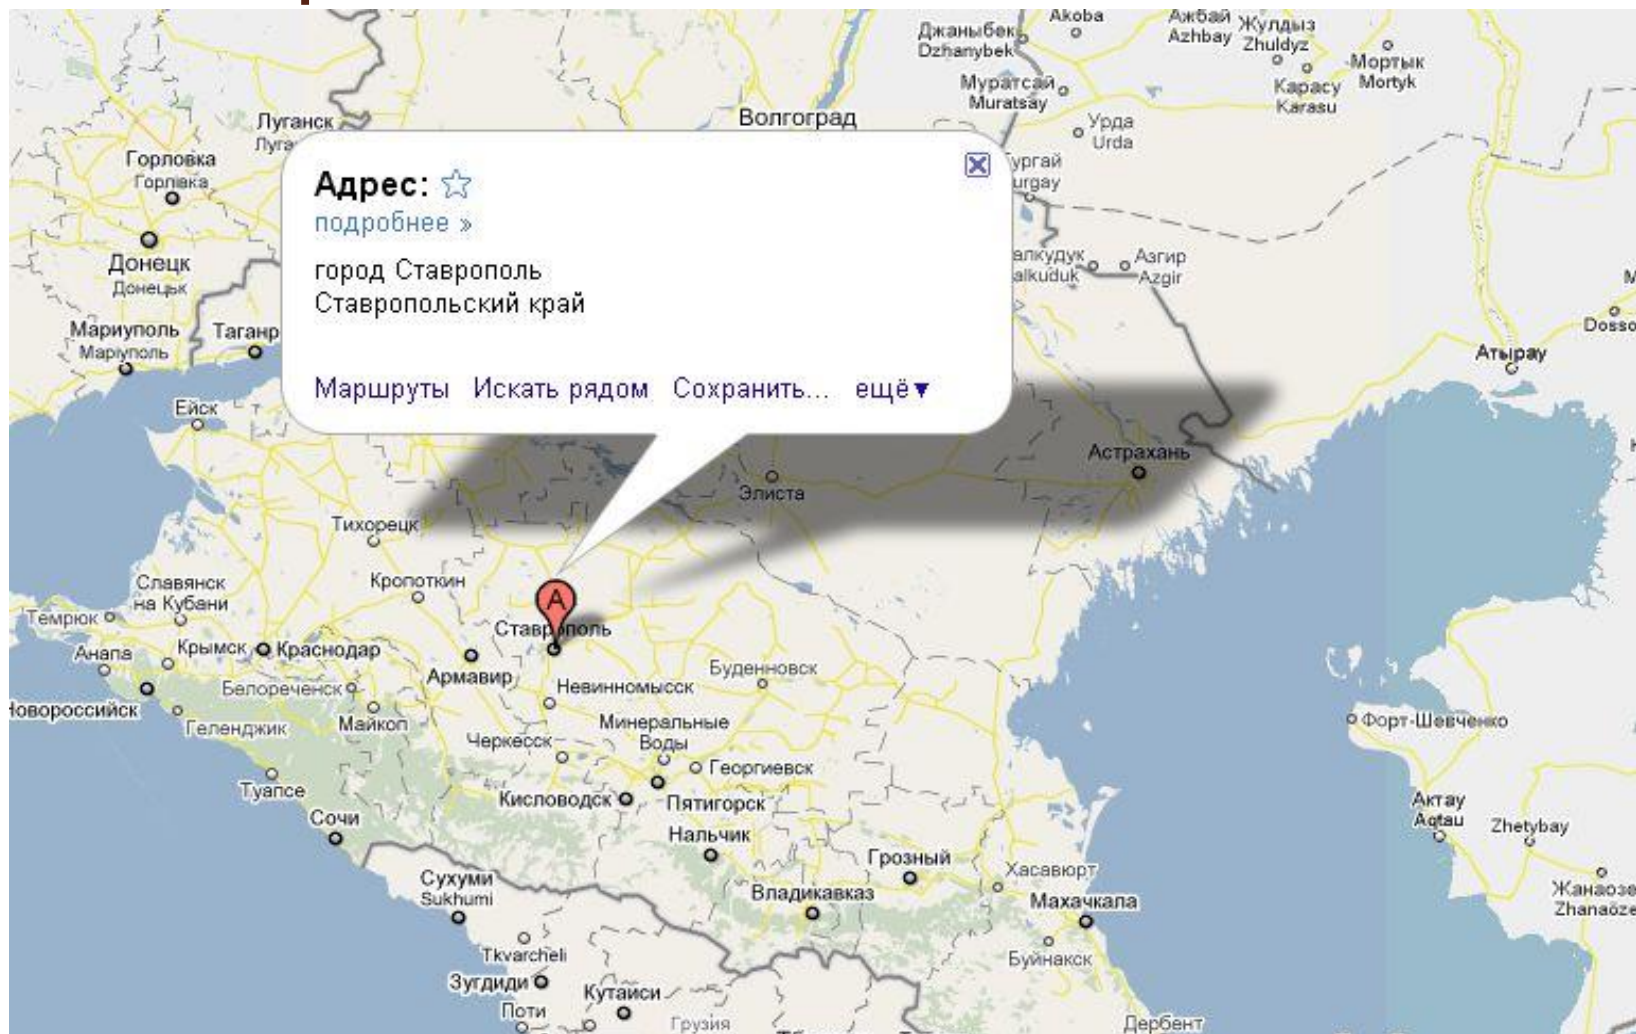 Джаныбек
Dzhanybek
Akoba
Ажбай
Azhbay
Жулдыз
Zhuldyz
Мортык
Mortyk
Карасу
Karasu
Муратсай
Muratsay
Урда
Urda
Волгоград
Луганск
Горловка
Горлівка
Донецк
Донецьк
Мариуполь
Маріуполь
Адрес:
подробнее »
город Ставрополь
Ставропольский край
Маршруты Искать рядом Сохранить... ещё▼
Азгир
Azgir
Атырау
Ейск
Астрахань
Элиста
Тихорецк
Кропоткин
Славянск
на Кубани
Темрюк
A
Ставрополь
Анапа
Крымск
Краснодар
Армавир
Буденновск
Белореченск
Невинномысск
Геленджик
Майкоп
Минеральные
Воды
Форт-Шевченко
Черкесск
Георгиевск
Туапсе
Кисловодск
Пятигорск
Сочи
Нальчик
Актау
Aqtau
Zhetybay
Грозный
Хасавюрт
Сухуми
Sukhumi
Владикавказ
Махачкала
Tkvarcheli
Буйнакск
Зугдиди
Кутаиси
Поти
Грузия
Дербент